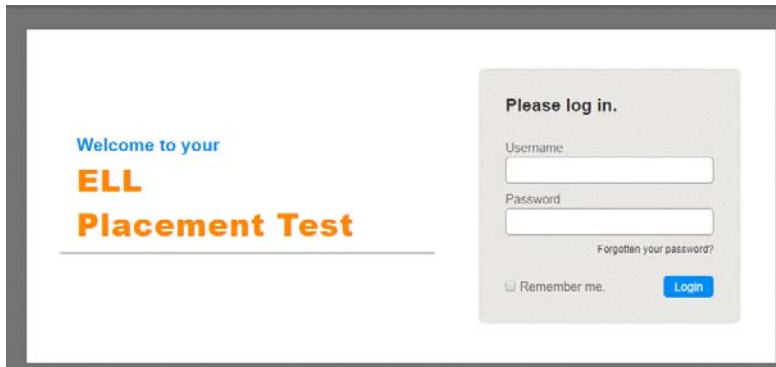 Welcome to your
ELL
Placement Test
Please log in.
Username
Password
Forgotten your password?
Remember me.
Login